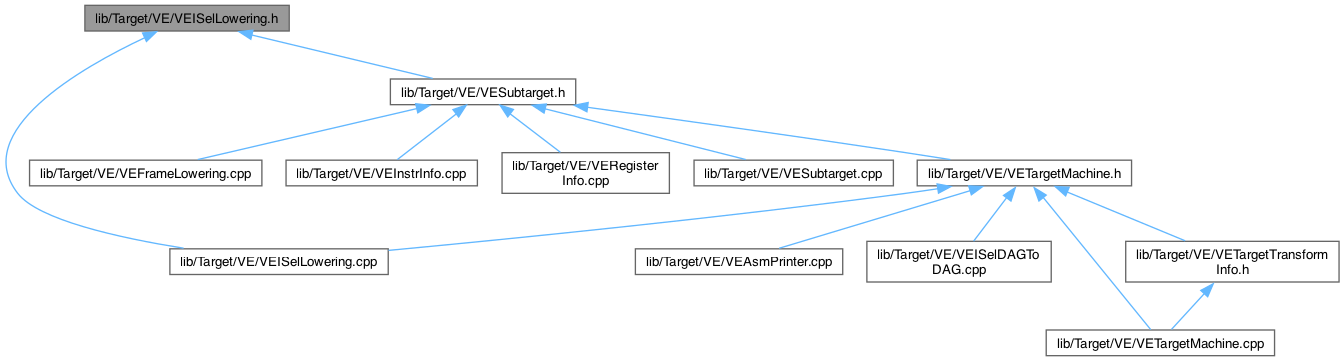 lib/Target/VE/VEISelLowering.h
lib/Target/VE/VESubtarget.h
lib/Target/VE/VEFrameLowering.cpp
lib/Target/VE/VEInstrInfo.cpp
lib/Target/VE/VERegister
Info.cpp
lib/Target/VE/VESubtarget.cpp
lib/Target/VE/VETargetMachine.h
lib/Target/VE/VEISelLowering.cpp
lib/Target/VE/VEAsmPrinter.cpp
lib/Target/VE/VEISelDAGTo
DAG.cpp
lib/Target/VE/VETargetTransform
Info.h
lib/Target/VE/VETargetMachine.cpp